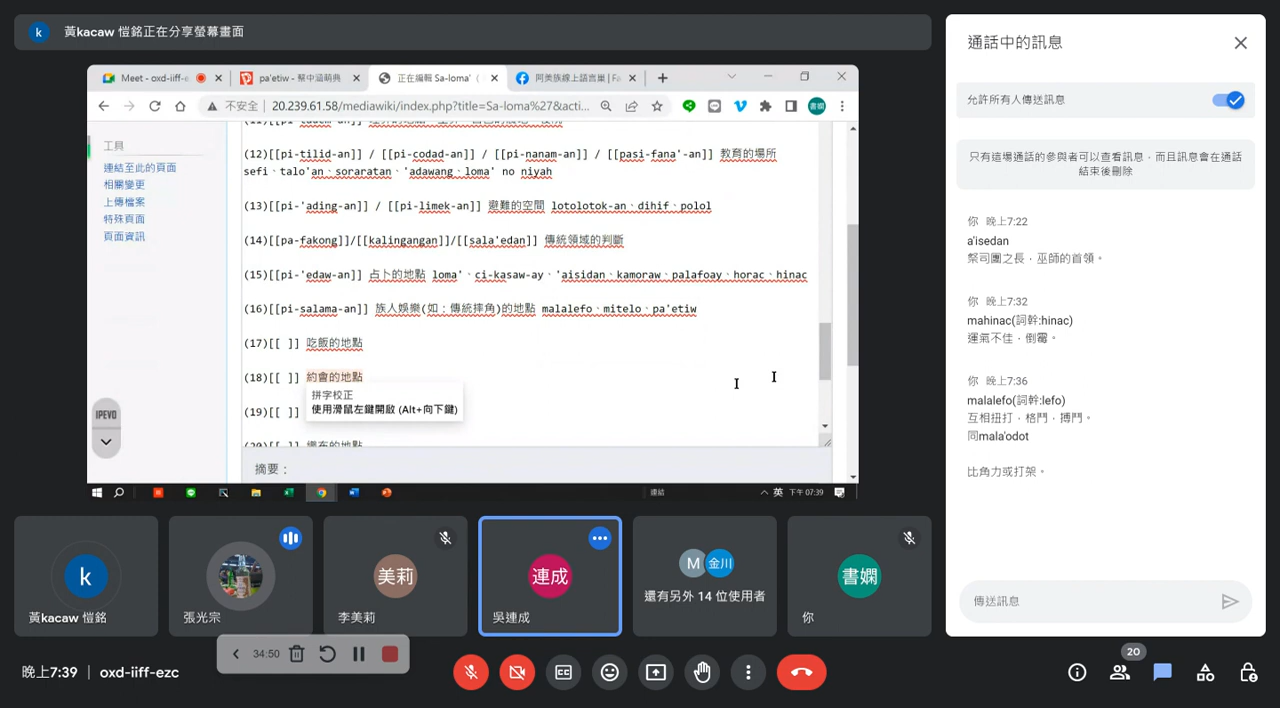 k 黃kacaw 愷銘正在分享螢幕畫面
Meet - oxd-iiff-e
pa'etiw - 蔡中涵萌典
正在編輯 Sa-loma' (
阿美族線上語言巢 | Fa
不安全 | 20.239.61.58/mediawiki/index.php?title=Sa-loma%27&acti...
書嫻
工具
連結至此的頁面
相關變更
上傳檔案
特殊頁面
頁面資訊
(12)[[pi-tilid-an]] / [[pi-codad-an]] / [[pi-nanam-an]] / [[pasi-fana'-an]] 教育的場所
sefi、talo'an、soraratan、'adawang、loma' no niyah
(13)[[pi-'ading-an]] / [[pi-limek-an]] 避難的空間 lotolotok-an、dihif、polol
(14)[[pa-fakong]]/[[kalingangan]]/[[sala'edan]] 傳統領域的判斷
(15)[[pi-'edaw-an]] 占卜的地點 loma'、ci-kasaw-ay、'aisidan、kamoraw、palafoay、horac、hinac
(16)[[pi-salama-an]] 族人娛樂(如：傳統摔角)的地點 malalefo、mitelo、pa'etiw
(17)[[ ]] 吃飯的地點
(18)[[ ]] 約會的地點
拼字校正
使用滑鼠左鍵開啟 (Alt+向下鍵)
(19)[[ ]]
(20)[[ ]] 織布的地點
摘要：
IPEVO
連結
英 下午 07:39
通話中的訊息
允許所有人傳送訊息
只有這場通話的參與者可以查看訊息，而且訊息會在通話
結束後刪除
你 晚上7:22
a'isedan
祭司團之長，巫師的首領。
你 晚上7:32
mahinac(詞幹:hinac)
運氣不佳，倒霉。
你 晚上7:36
malalefo(詞幹:lefo)
互相扭打，格鬥，搏鬥。
同mala'odot
比角力或打架。
傳送訊息
k
黃kacaw 愷銘
張光宗
美莉
李美莉
連成
吳連成
M 金川
還有另外 14 位使用者
書嫻
你
34:50
晚上7:39 | oxd-iiff-ezc
20